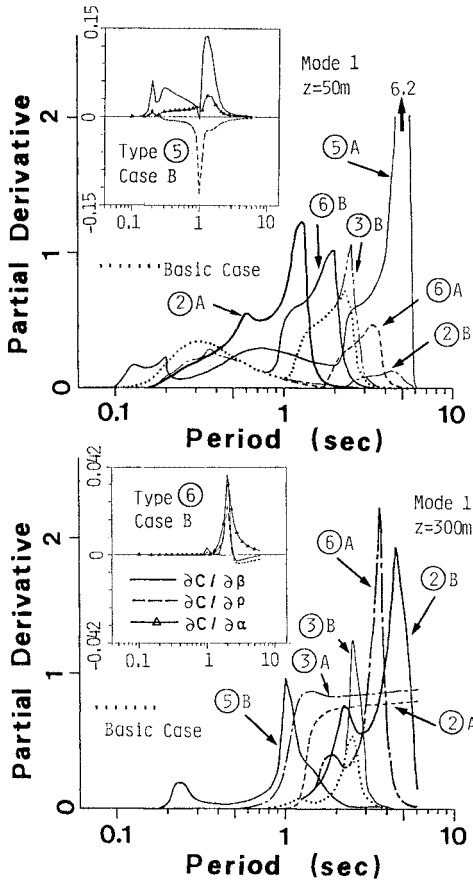 0.15
0
-0.15
Type ⑤
Case B
0.1
1
10
Mode 1
z=50m
6.2
⑤A
⑥B
③B
②A
⑥A
②B
Basic Case
Partial Derivative
2
1
0
0.1
1
10
Period (sec)
0.042
0
-0.042
Type ⑥
Case B
∂C/∂β
∂C/∂ρ
∂C/∂α
0.1
1
10
Mode 1
z=300m
⑥A
②B
③B
③A
⑤B
②A
Basic Case
Partial Derivative
2
1
0
0.1
1
10
Period (sec)